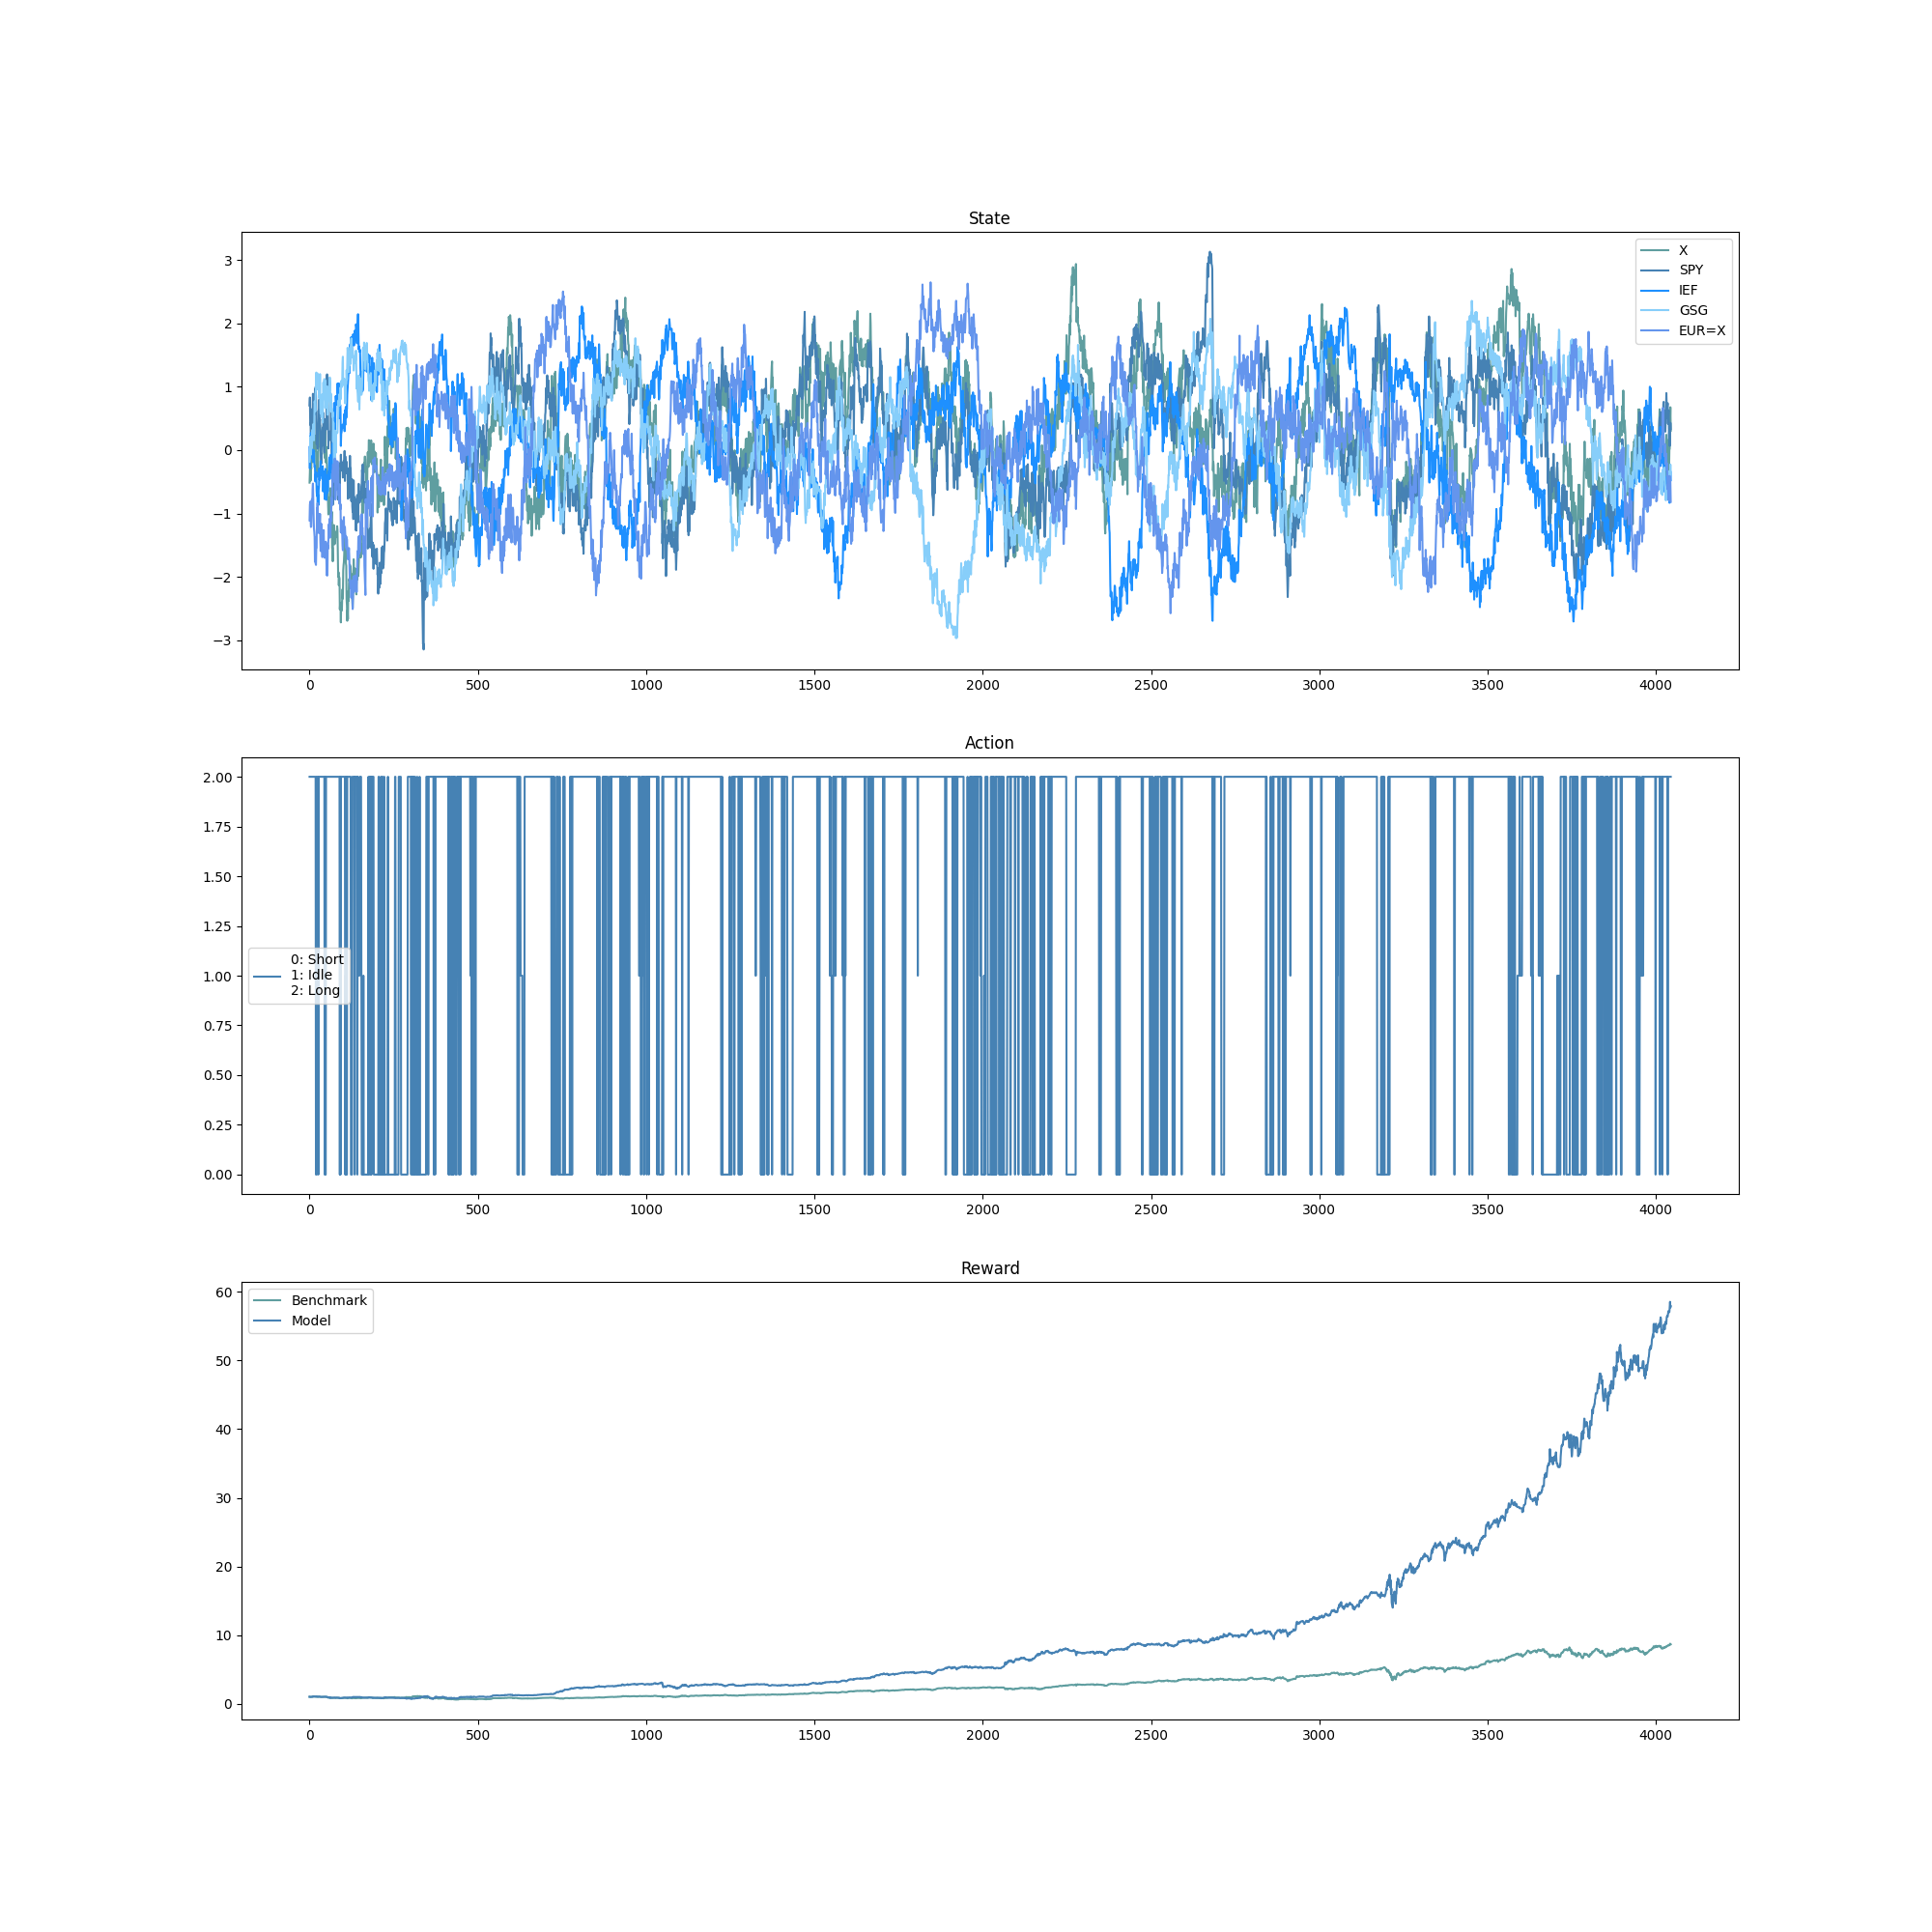 State
3
2
1
0
−1
−2
−3
X
SPY
IEF
GSG
EUR=X
0 500 1000 1500 2000 2500 3000 3500 4000
Action
2.00
1.75
1.50
1.25
1.00
0.75
0.50
0.25
0.00
0: Short
1: Idle
2: Long
0 500 1000 1500 2000 2500 3000 3500 4000
Reward
60
50
40
30
20
10
0
Benchmark
Model
0 500 1000 1500 2000 2500 3000 3500 4000